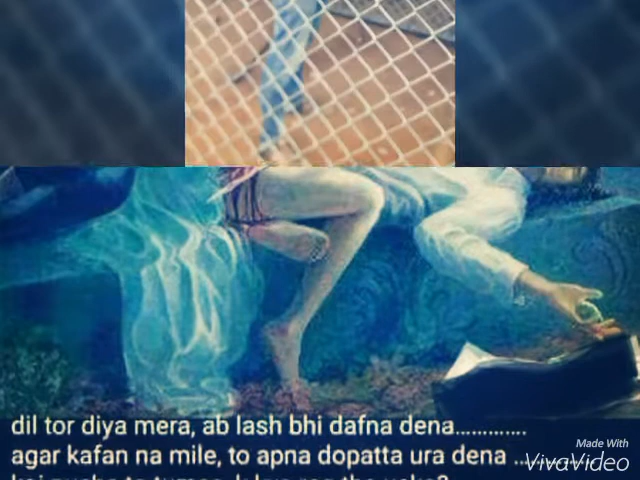 dil tor diya mera, ab lash bhi dafna dena.............
agar kafan na mile, to apna dopatta ura dena ..............
Made With
VivaVideo